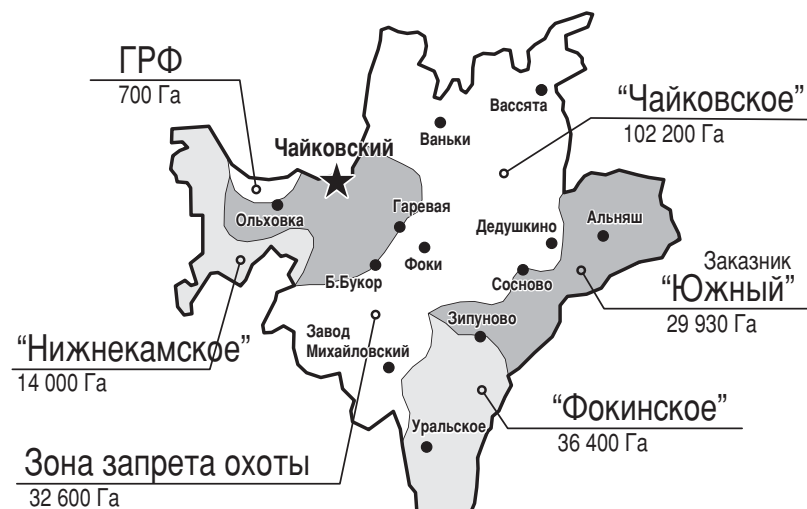 ГРФ
700 Га
Вассята
“Чайковское”
102 200 Га
Ваньки
Чайковский
Ольховка
Гаревая
Дедушкино
Альняш
Фоки
Б.Букор
Сосново
Заказник
“Южный”
29 930 Га
“Нижнекамское”
14 000 Га
Завод
Михайловский
Зипуново
“Фокинское”
36 400 Га
Уральское
Зона запрета охоты
32 600 Га